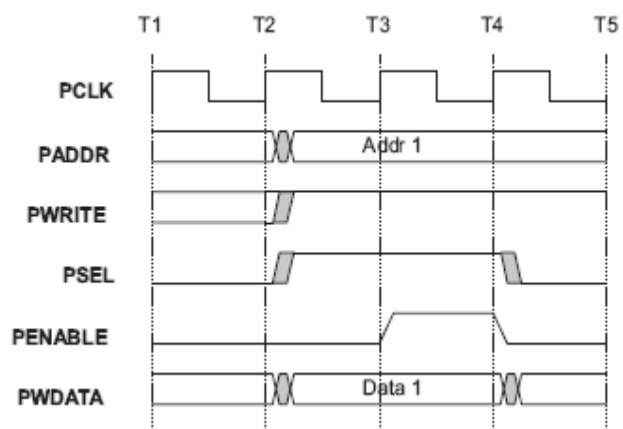 T1 T2 T3 T4 T5
PCLK
PADDR Addr 1
PWRITE
PSEL
PENABLE
PWDATA Data 1